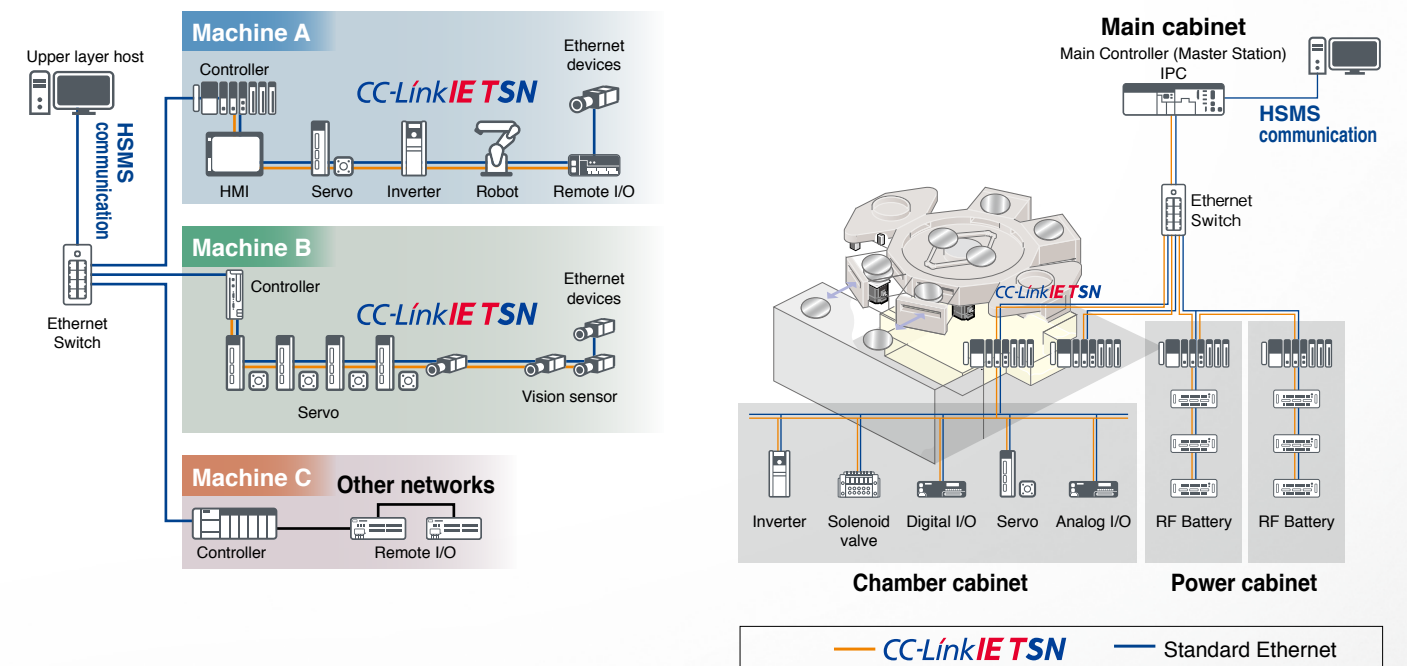 Upper layer host
HSMS
communication
Ethernet
Switch
Machine A
Controller
CC-Link IE TSN
Ethernet
devices
HMI
Servo
Inverter
Robot
Remote I/O
Machine B
Controller
CC-Link IE TSN
Ethernet
devices
Servo
Vision sensor
Machine C
Other networks
Controller
Remote I/O
Main cabinet
Main Controller (Master Station)
IPC
HSMS
communication
Ethernet
Switch
CC-Link IE TSN
Inverter
Solenoid
valve
Digital I/O
Servo
Analog I/O
RF Battery
RF Battery
Chamber cabinet
Power cabinet
CC-Link IE TSN
Standard Ethernet